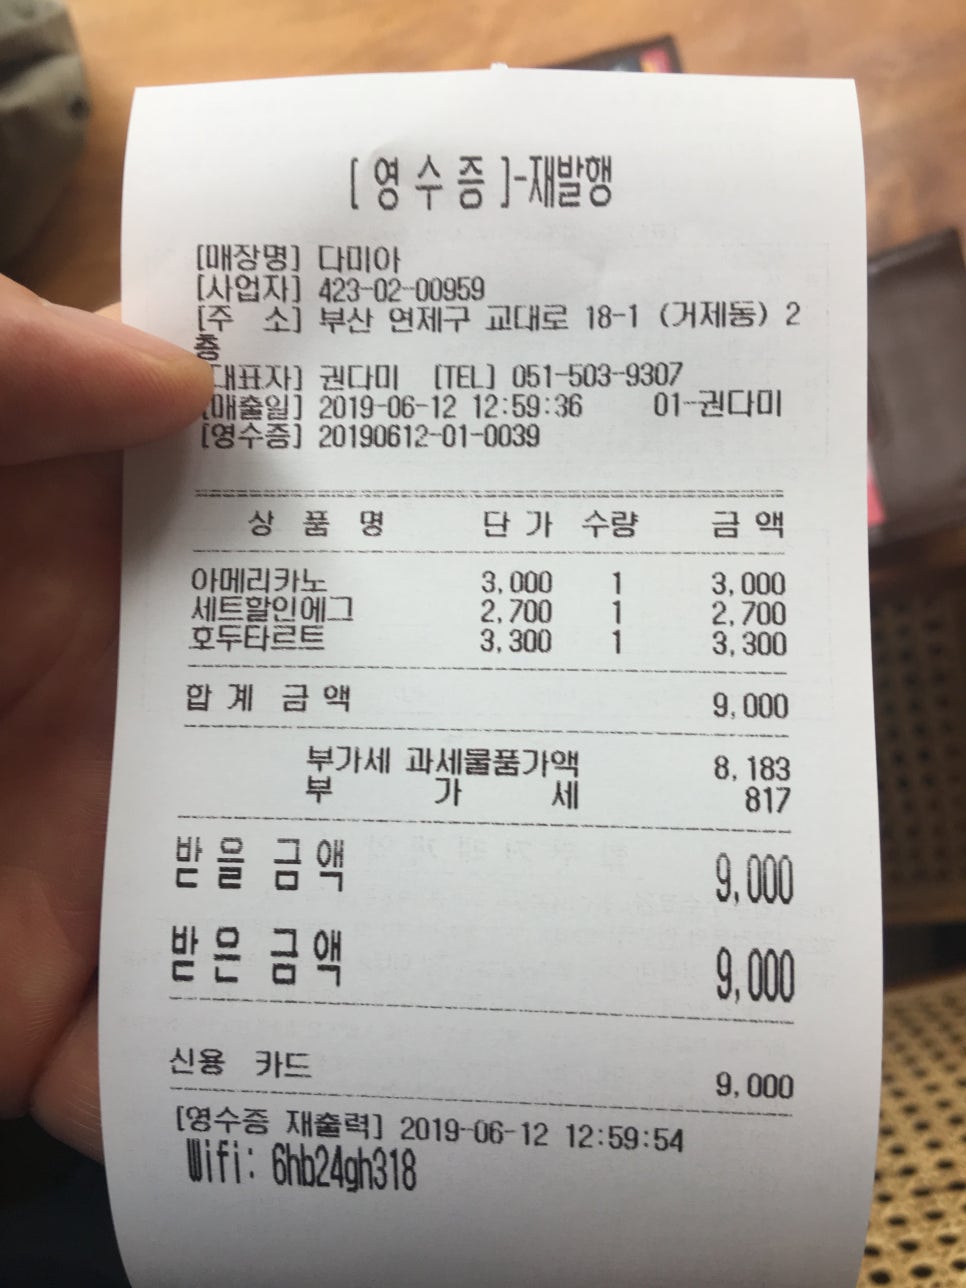 [영수증]-재발행
[매장명] 다미아
[사업자] 423-02-00959
[주 소] 부산 연제구 교대로 18-1 (거제동) 2
층
대표자] 권다미 [TEL] 051-503-9307
[매출일] 2019-06-12 12:59:36 01-권다미
[영수증] 20190612-01-0039
상 품 명 단 가 수량 금 액
아메리카노 3,000 1 3,000
세트할인에그 2,700 1 2,700
호두타르트 3,300 1 3,300
합 계 금 액 9,000
부가세 과세물품가액 8,183
부 가 세 817
받 을 금 액 9,000
받 은 금 액 9,000
신용 카드 9,000
[영수증 재출력] 2019-06-12 12:59:54
Wifi: 6hb24gh318